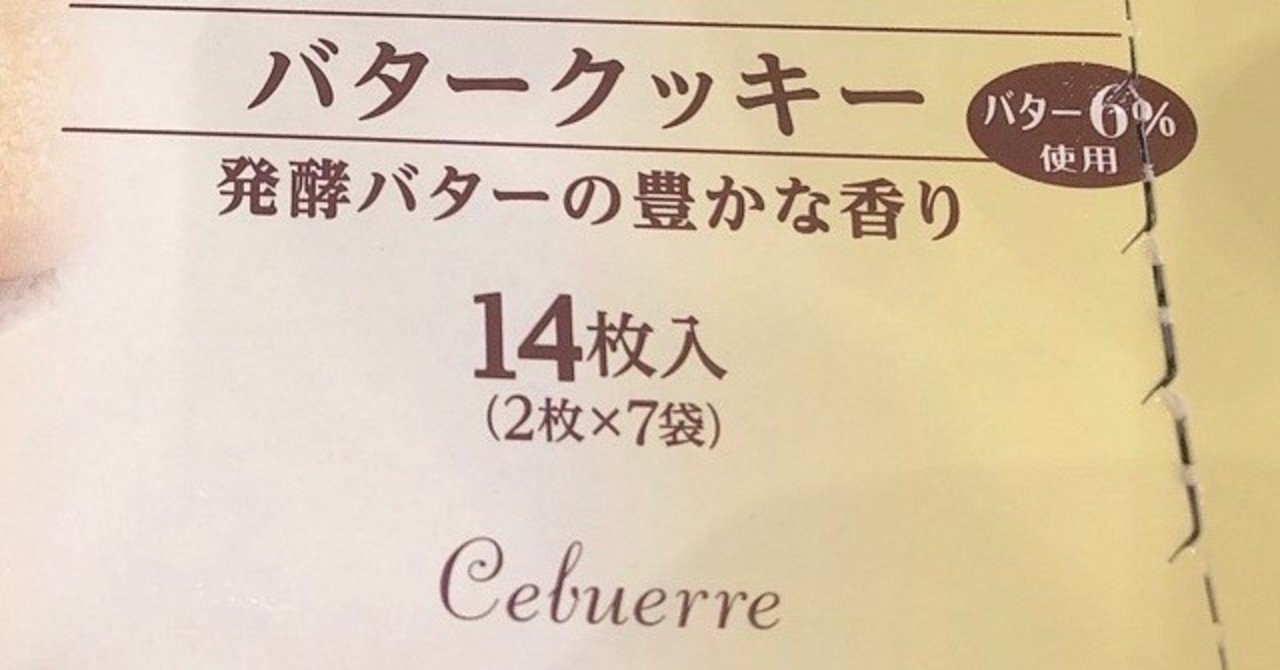 バタークッキー
バター6%
使用
発酵バターの豊かな香り
14枚入
(2枚×7袋)
Cebuerre